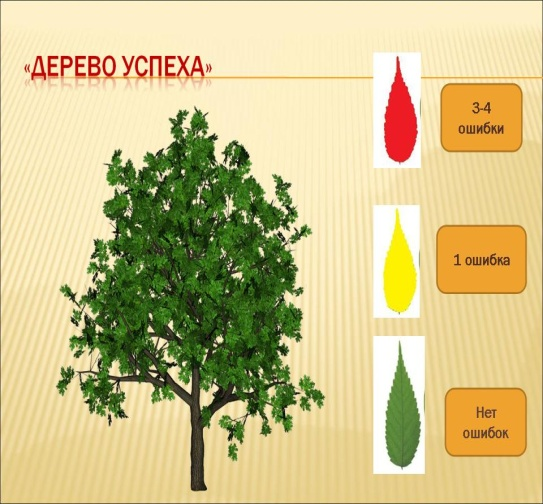 «ДЕРЕВО УСПЕХА»
3-4
ошибки
1 ошибка
Нет
ошибок